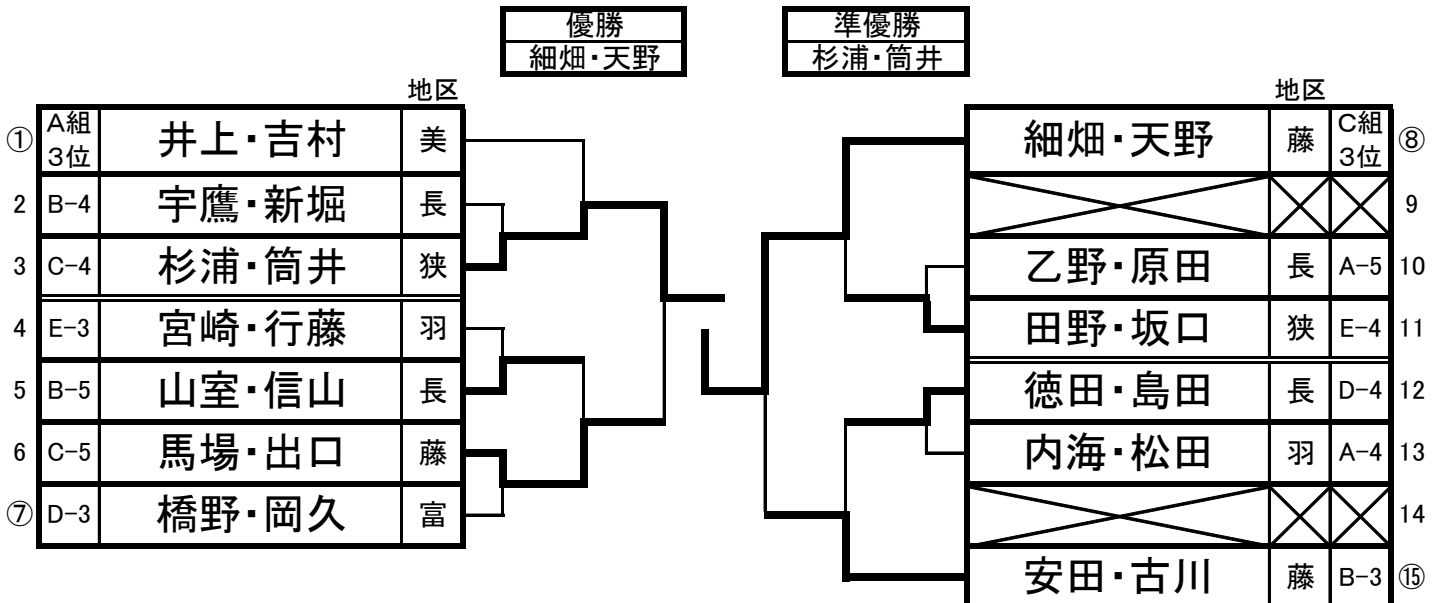 優勝
細畑・天野
準優勝
杉浦・筒井
地区
① A組3位 井上・吉村 美
2 B-4 宇鷹・新堀 長
3 C-4 杉浦・筒井 狭
4 E-3 宮崎・行藤 羽
5 B-5 山室・信山 長
6 C-5 馬場・出口 藤
⑦ D-3 橋野・岡久 富
地区
細畑・天野 藤 C組3位 ⑧
9
乙野・原田 長 A-5 10
田野・坂口 狭 E-4 11
徳田・島田 長 D-4 12
内海・松田 羽 A-4 13
14
安田・古川 藤 B-3 ⑮